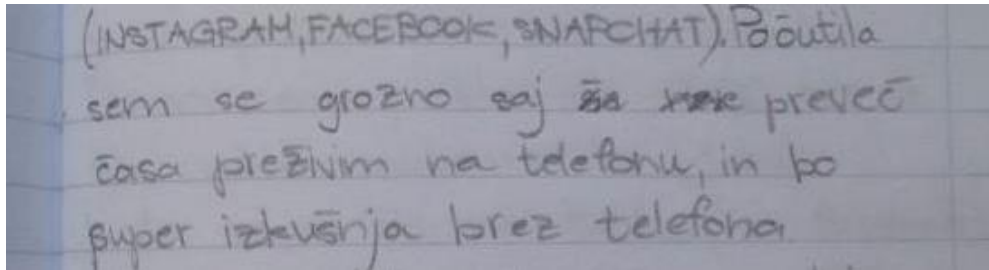 (INSTAGRAM, FACEBOOK, SNAPCHAT). Počutila
sem se grozno saj preveč
časa preživim na telefonu, in bo
super izkušnja brez telefona